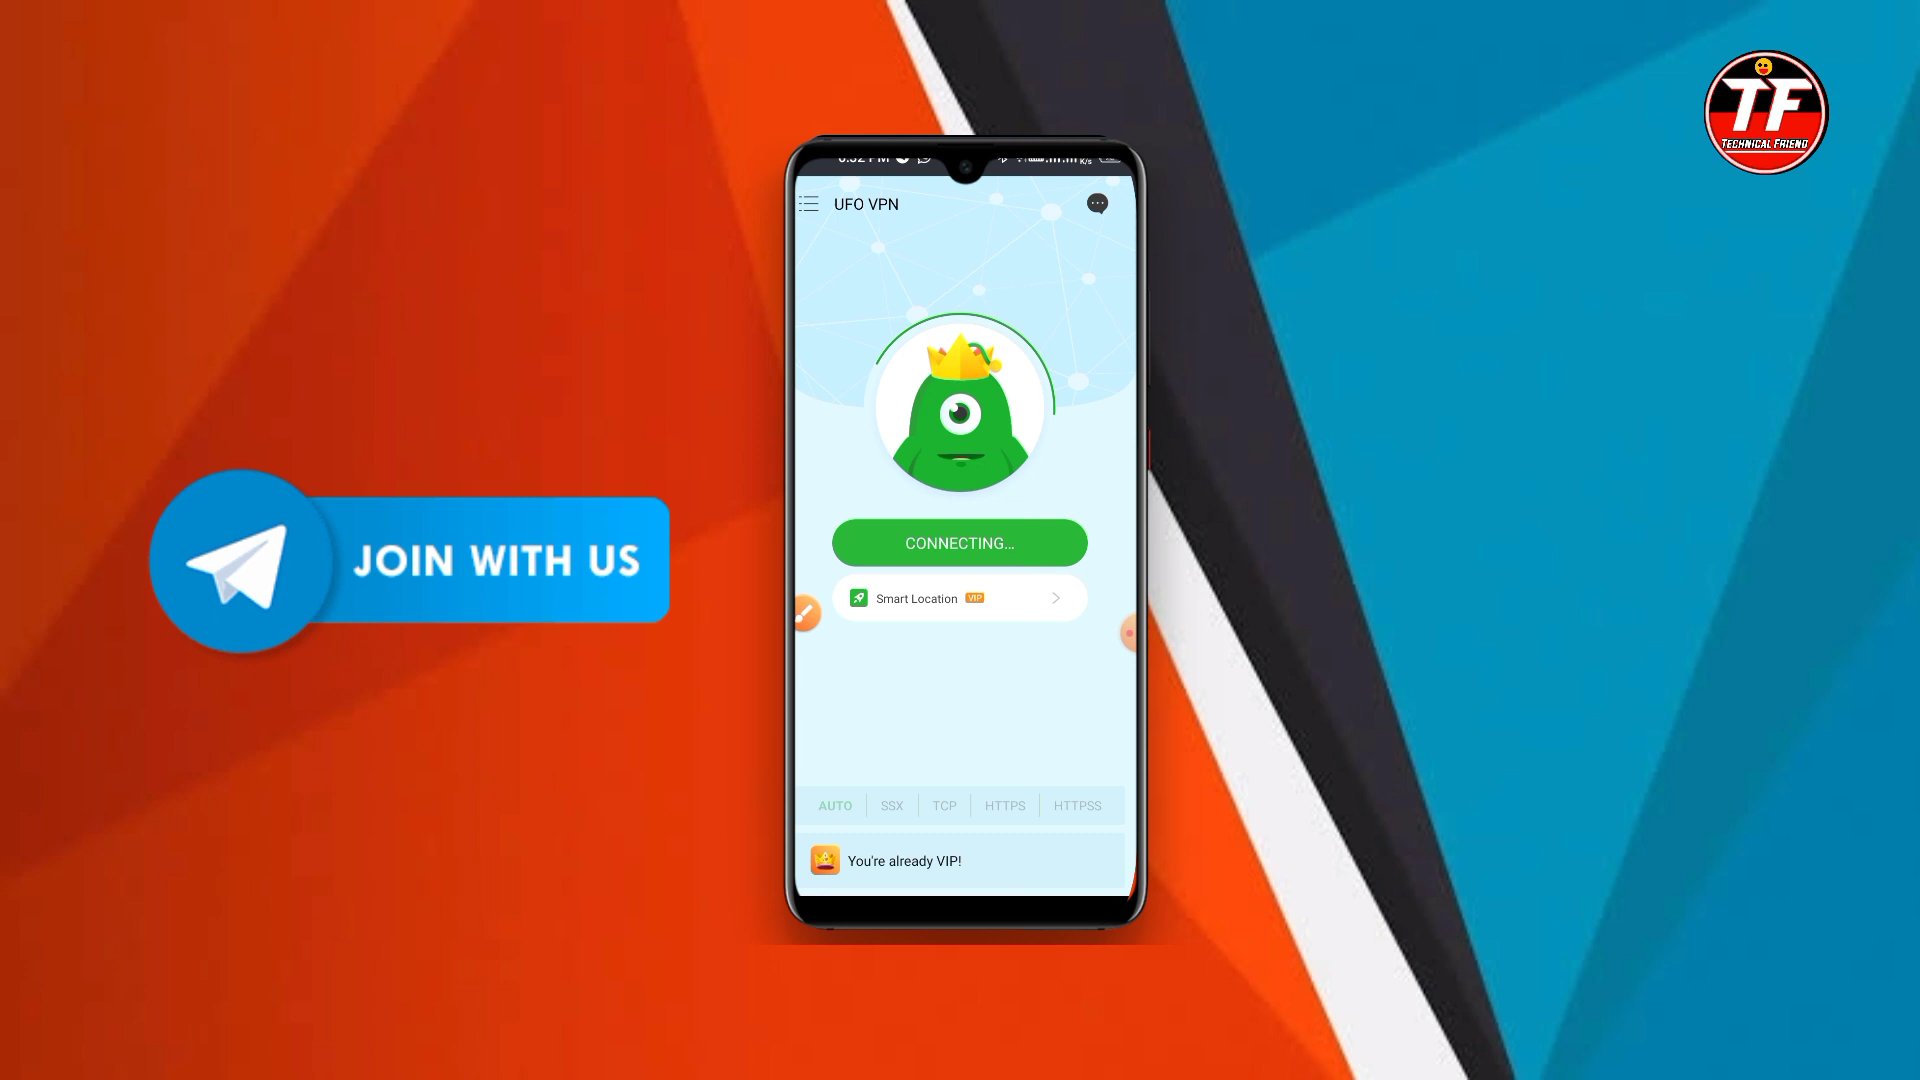 TF
TECHNICAL FRIEND
UFO VPN
CONNECTING...
Smart Location VIP
JOIN WITH US
AUTO SSX TCP HTTPS HTTPSS
You're already VIP!